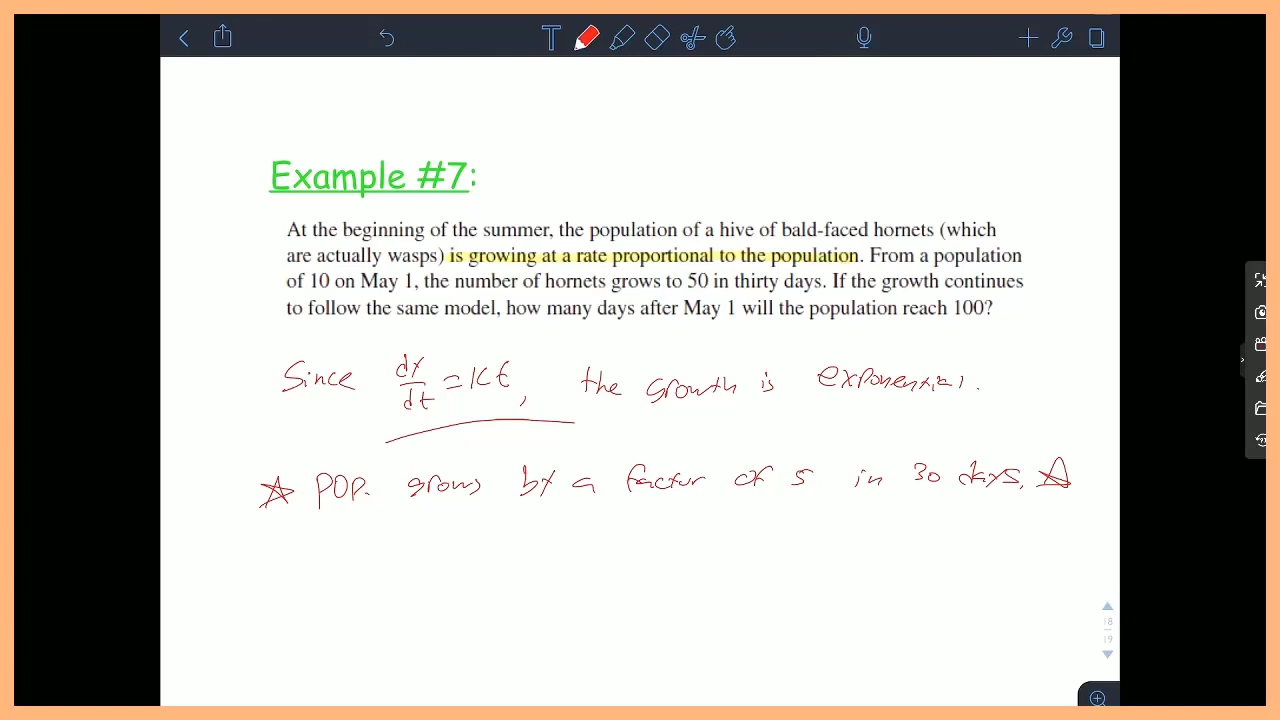 Example #7:
At the beginning of the summer, the population of a hive of bald-faced hornets (which
are actually wasps) is growing at a rate proportional to the population. From a population
of 10 on May 1, the number of hornets grows to 50 in thirty days. If the growth continues
to follow the same model, how many days after May 1 will the population reach 100?
Since dy/dt = kt, the growth is exponential.
☆ POP. grows by a factor of 5 in 30 days. ☆
18
19